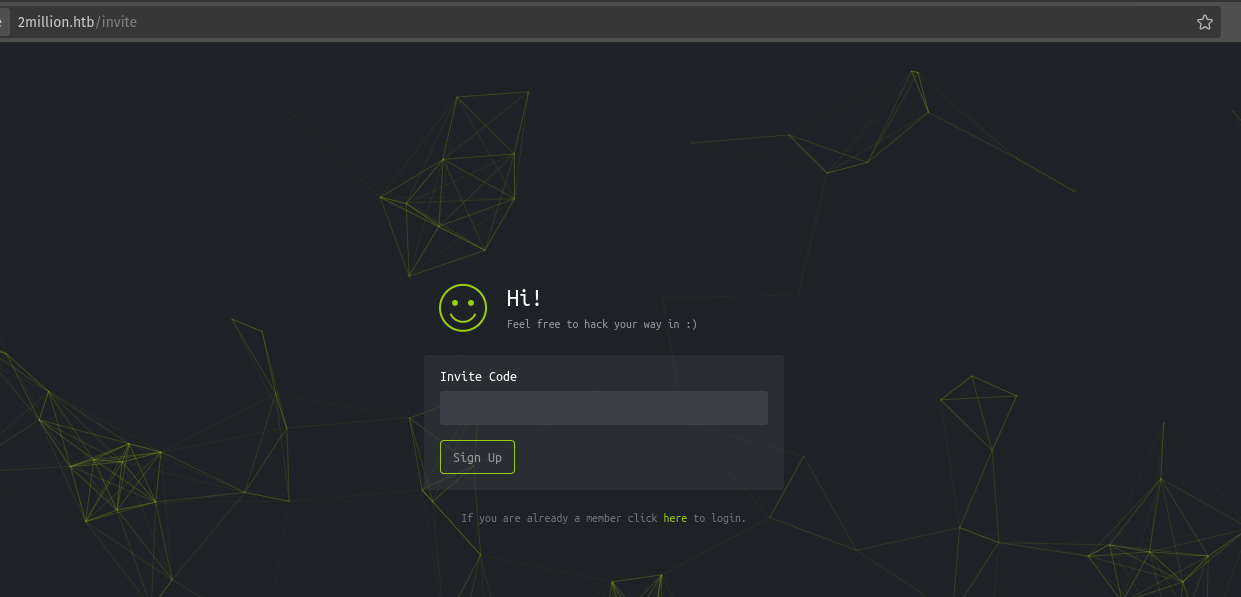 2million.htb/invite
Hi!
Feel free to hack your way in :)
Invite Code
Sign Up
If you are already a member click here to login.